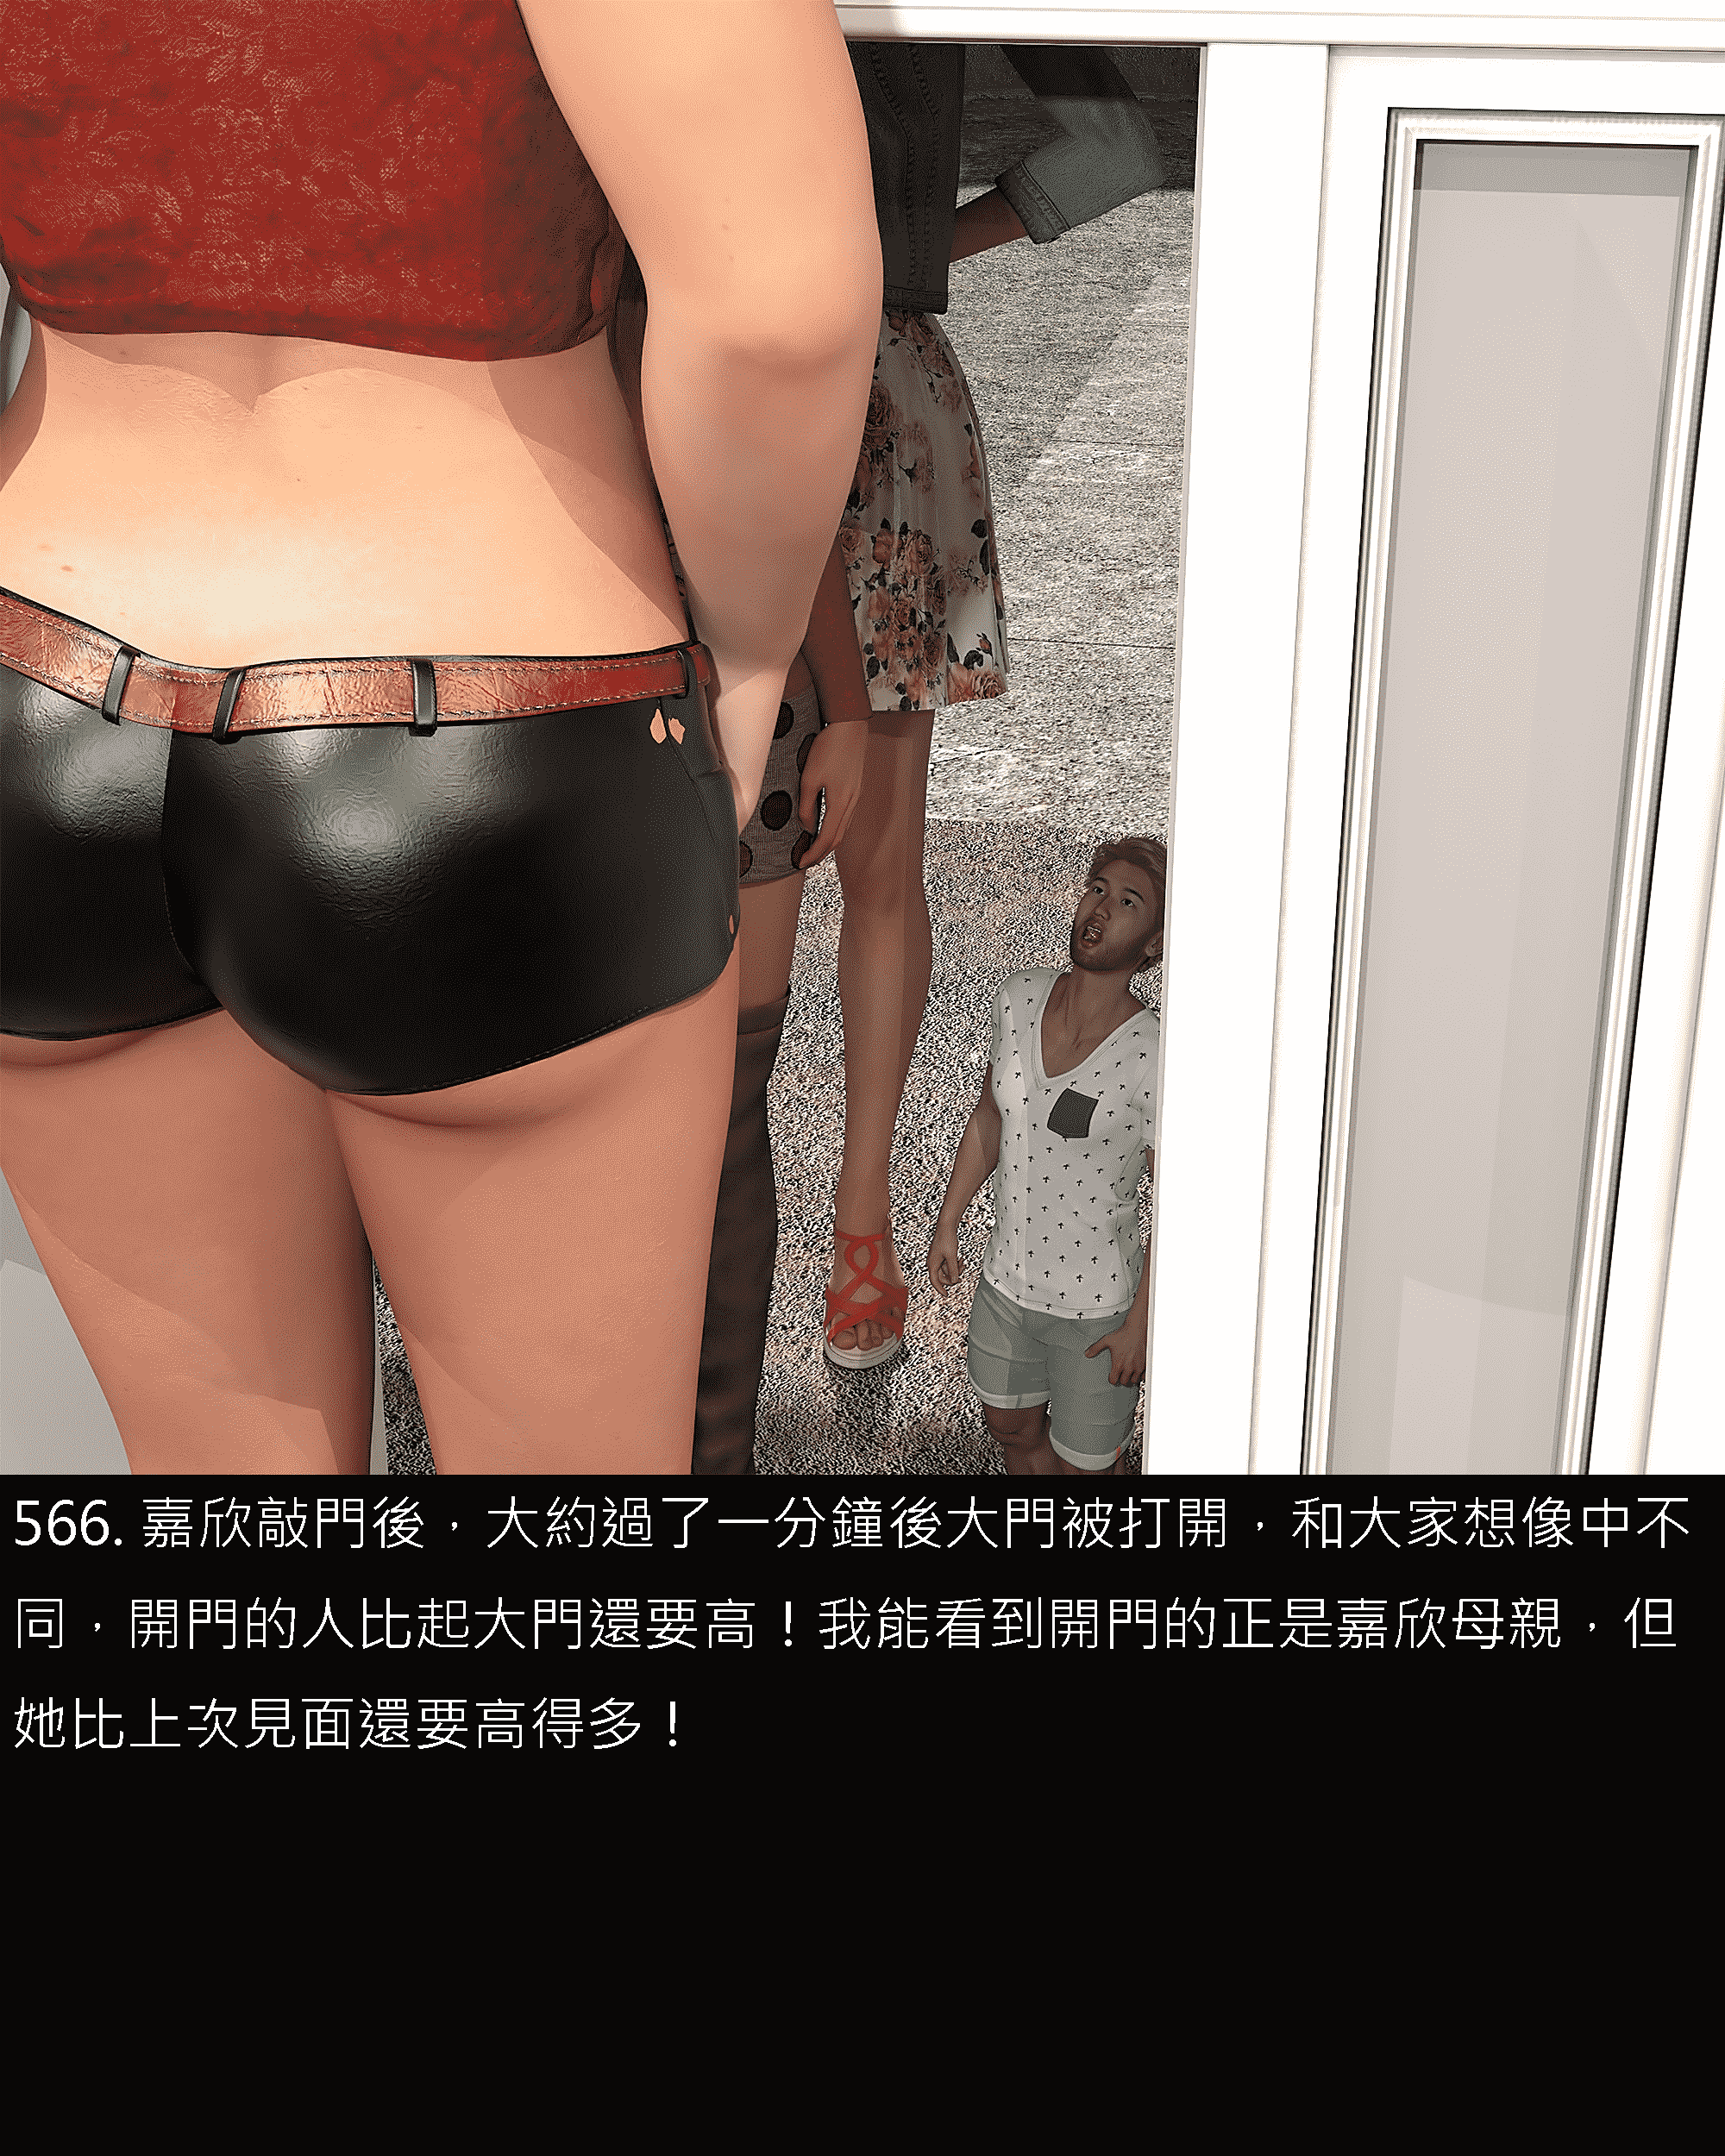 566. 嘉欣敲門後，大約過了一分鐘後大門被打開，和大家想像中不
同，開門的人比起大門還要高！我能看到開門的正是嘉欣母親，但
她比上次見面還要高得多！